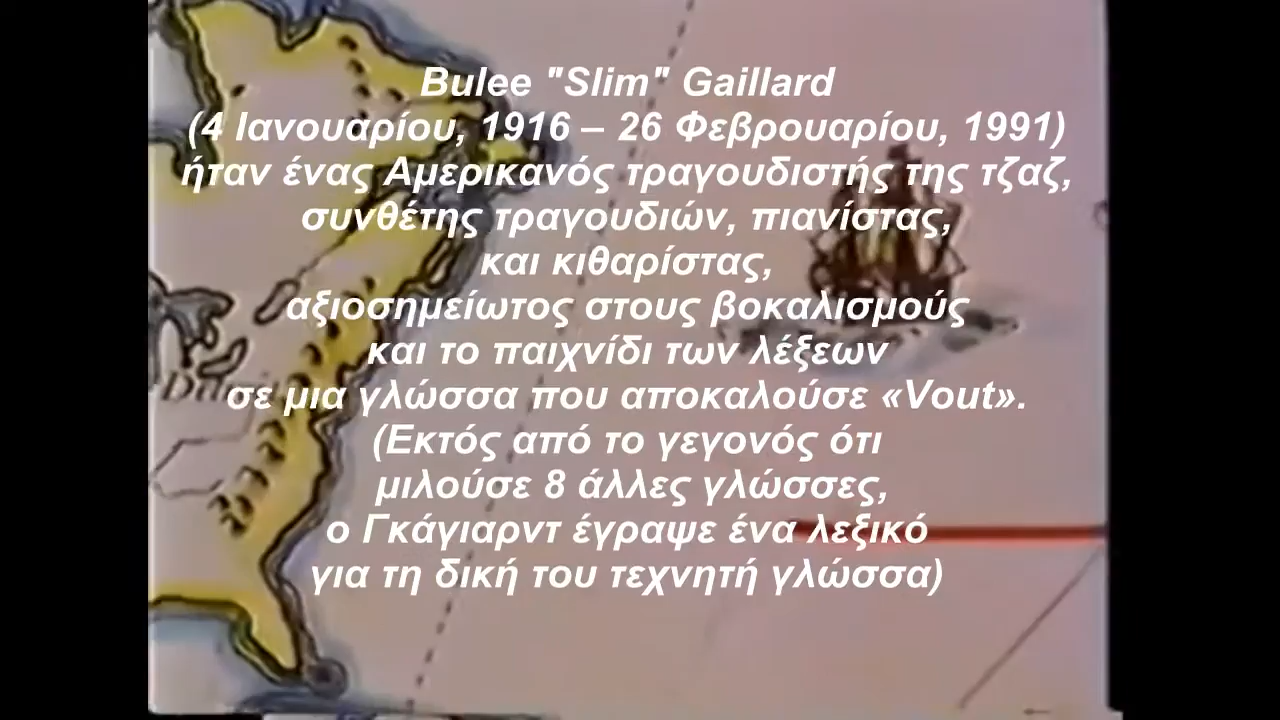 Bulee "Slim" Gaillard
(4 Ιανουαρίου, 1916 – 26 Φεβρουαρίου, 1991)
ήταν ένας Αμερικανός τραγουδιστής της τζαζ,
συνθέτης τραγουδιών, πιανίστας,
και κιθαρίστας,
αξιοσημείωτος στους βοκαλισμούς
και το παιχνίδι των λέξεων
σε μια γλώσσα που αποκαλούσε «Vout».
(Εκτός από το γεγονός ότι
μιλούσε 8 άλλες γλώσσες,
ο Γκάγιαρντ έγραψε ένα λεξικό
για τη δική του τεχνητή γλώσσα)